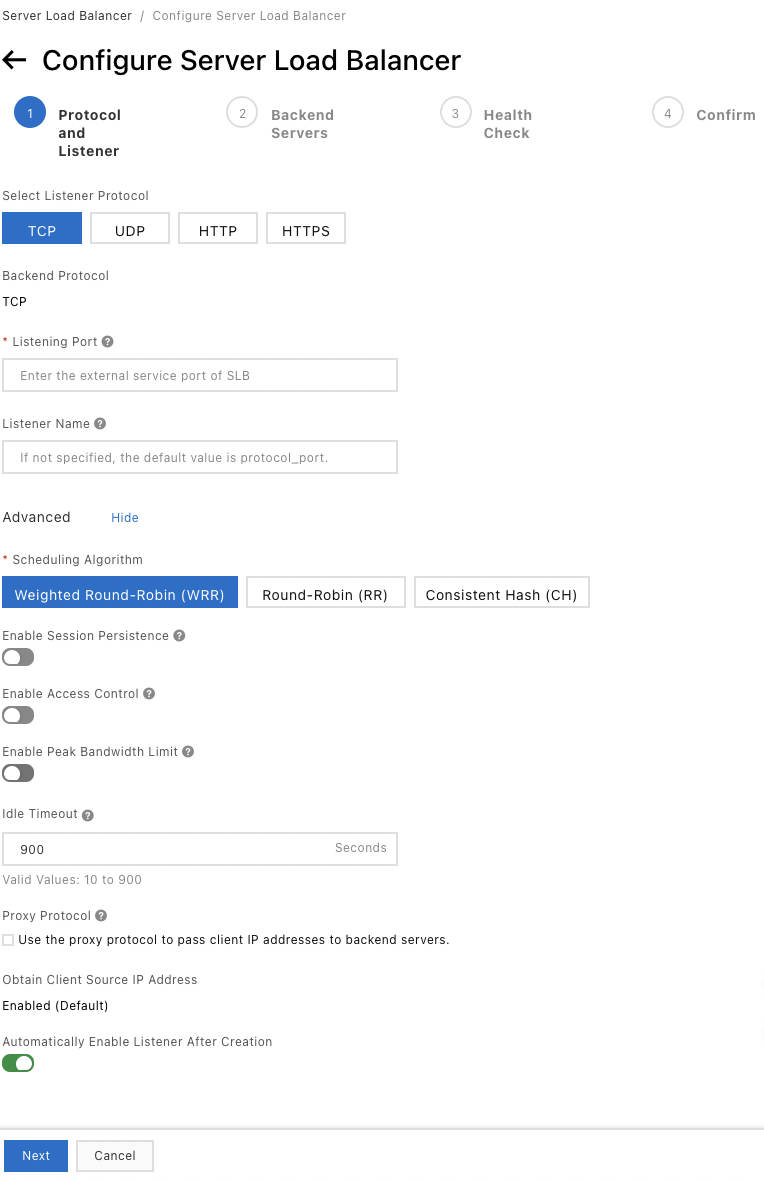 Server Load Balancer / Configure Server Load Balancer
← Configure Server Load Balancer
1 Protocol and Listener
2 Backend Servers
3 Health Check
4 Confirm
Select Listener Protocol
TCP UDP HTTP HTTPS
Backend Protocol
TCP
* Listening Port ?
Enter the external service port of SLB
Listener Name ?
If not specified, the default value is protocol_port.
Advanced Hide
* Scheduling Algorithm
Weighted Round-Robin (WRR) Round-Robin (RR) Consistent Hash (CH)
Enable Session Persistence ?
Enable Access Control ?
Enable Peak Bandwidth Limit ?
Idle Timeout ?
900 Seconds
Valid Values: 10 to 900
Proxy Protocol ?
Use the proxy protocol to pass client IP addresses to backend servers.
Obtain Client Source IP Address
Enabled (Default)
Automatically Enable Listener After Creation
Next Cancel